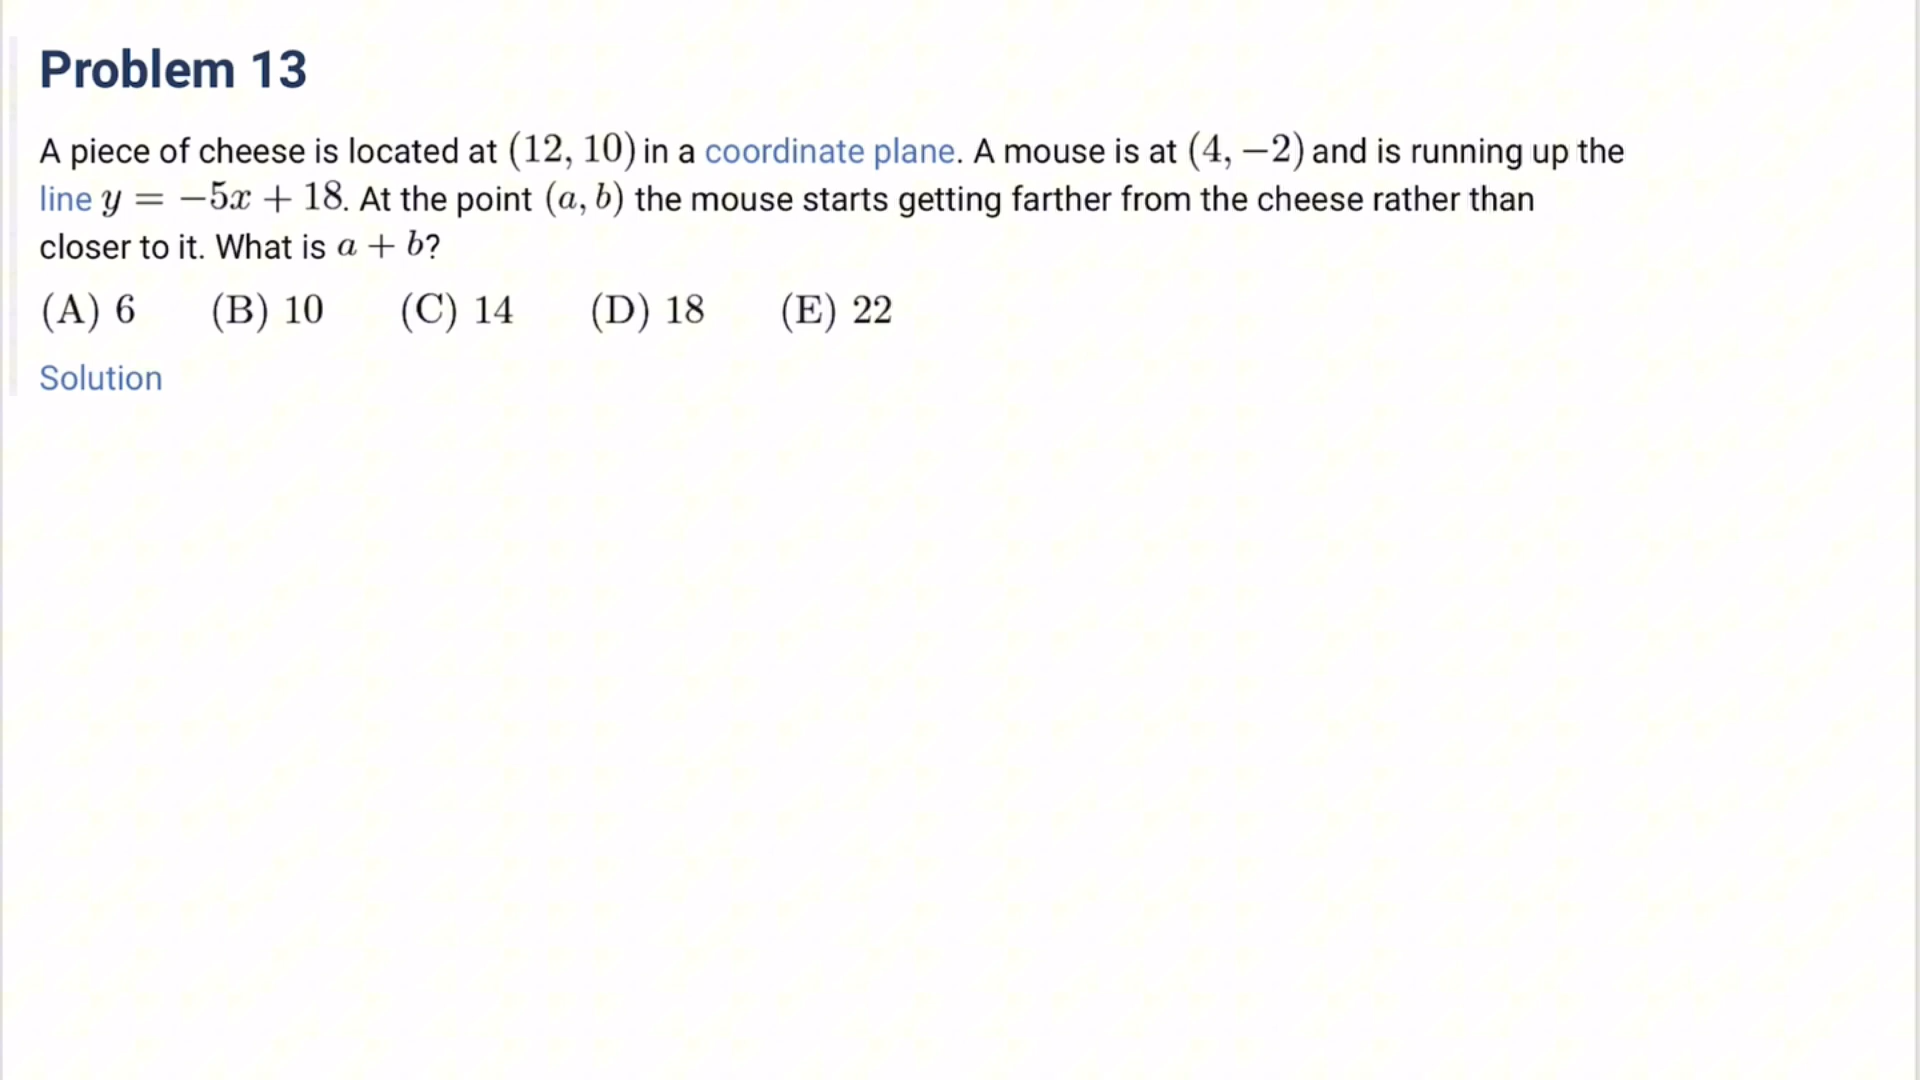 Problem 13
A piece of cheese is located at (12, 10) in a coordinate plane. A mouse is at (4, −2) and is running up the
line y = −5x + 18. At the point (a, b) the mouse starts getting farther from the cheese rather than
closer to it. What is a + b?
(A) 6 (B) 10 (C) 14 (D) 18 (E) 22
Solution